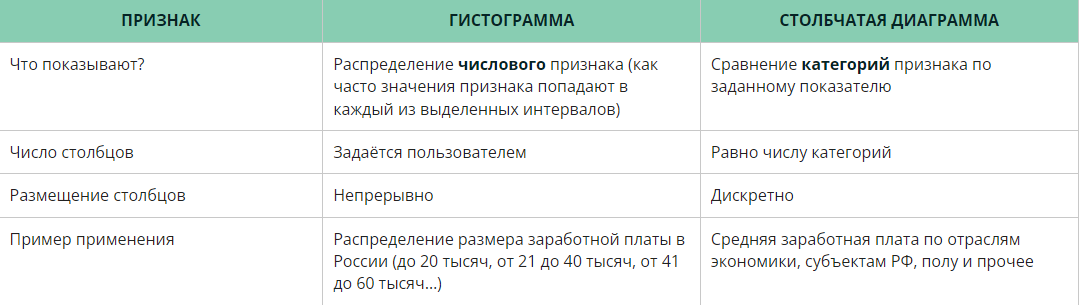 ПРИЗНАК
ГИСТОГРАММА
СТОЛБЧАТАЯ ДИАГРАММА
Что показывают?
Распределение числового признака (как
часто значения признака попадают в
каждый из выделенных интервалов)
Сравнение категорий признака по
заданному показателю
Число столбцов
Задаётся пользователем
Равно числу категорий
Размещение столбцов
Непрерывно
Дискретно
Пример применения
Распределение размера заработной платы в
России (до 20 тысяч, от 21 до 40 тысяч, от 41
до 60 тысяч...)
Средняя заработная плата по отраслям
экономики, субъектам РФ, полу и прочее